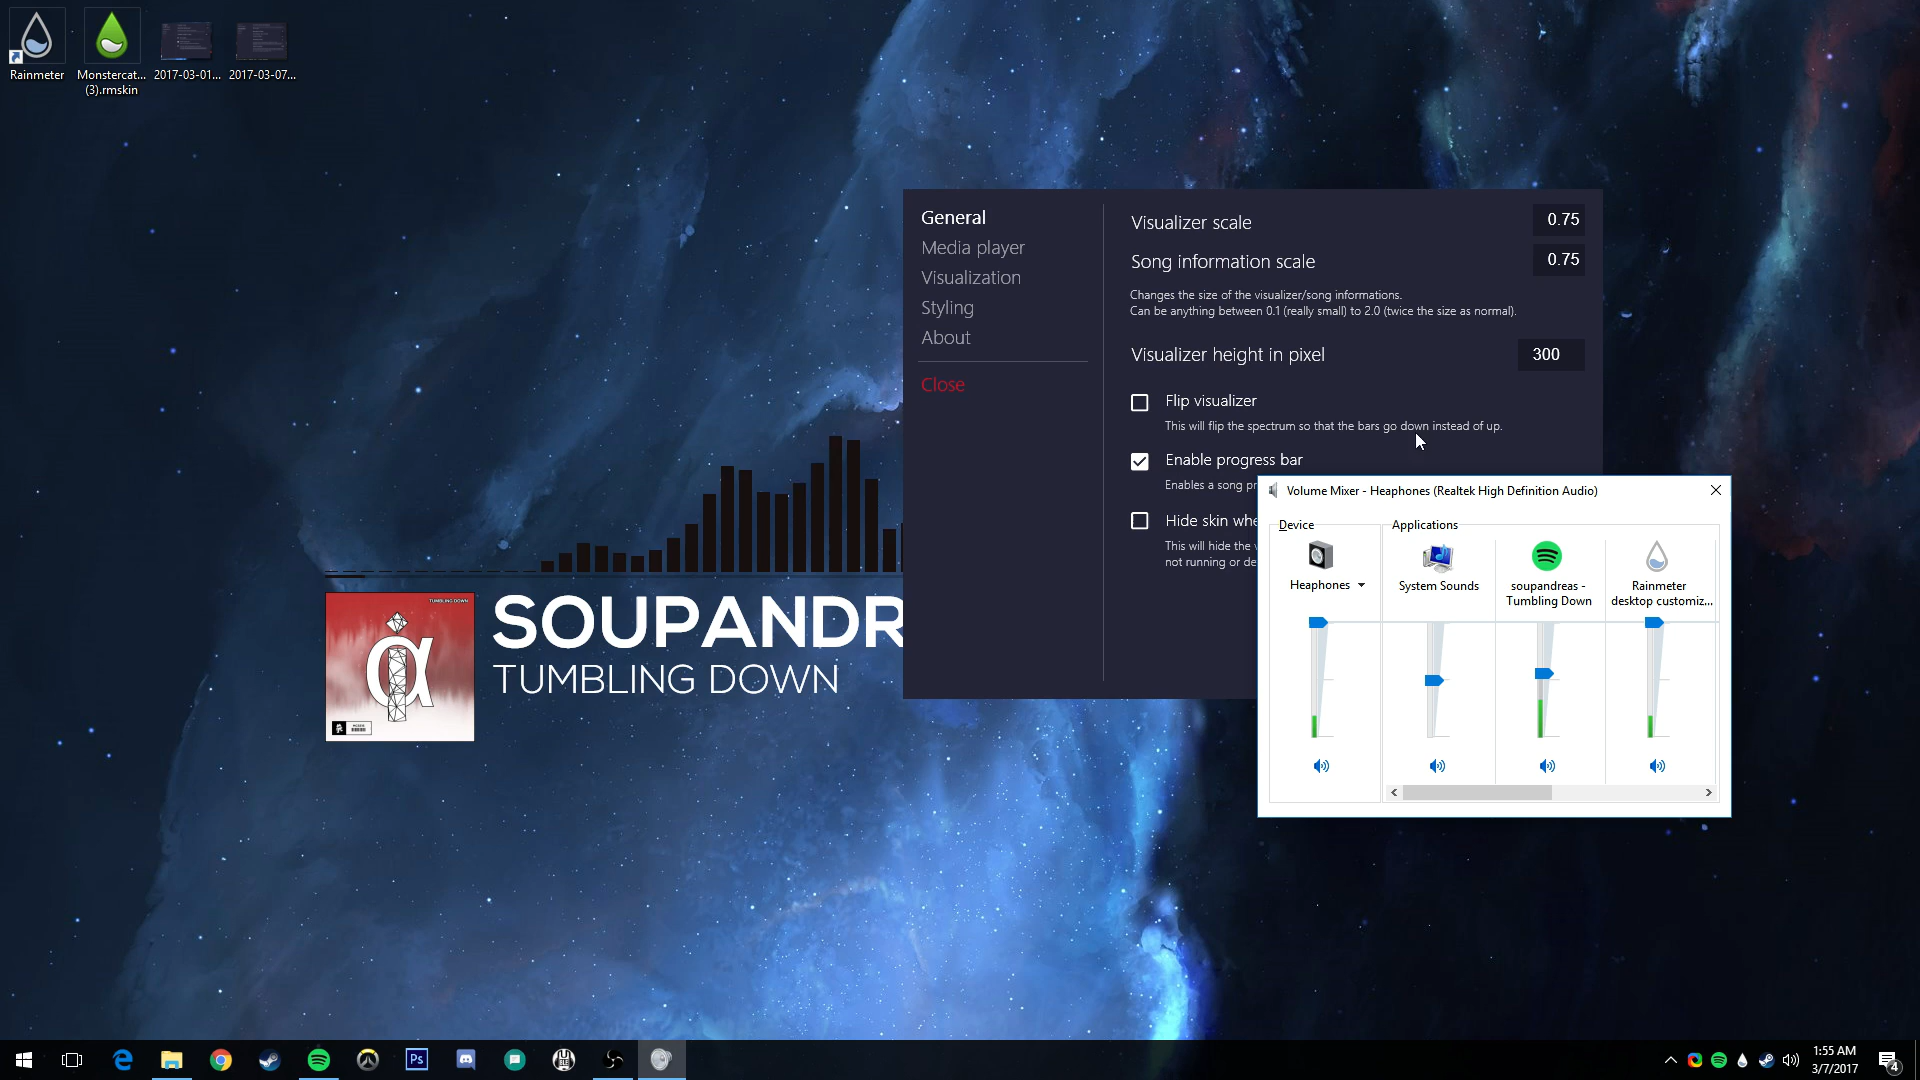 Rainmeter
Monstercat...
(3).rmskin
2017-03-01...
2017-03-07...
General
Media player
Visualization
Styling
About
Close
Visualizer scale
0.75
Song information scale
0.75
Changes the size of the visualizer/song informations.
Can be anything between 0.1 (really small) to 2.0 (twice the size as normal).
Visualizer height in pixel
300
Flip visualizer
This will flip the spectrum so that the bars go down instead of up.
Enable progress bar
Enables a song pr
Hide skin whe
This will hide the v
not running or de
TUMBLING DOWN
SOUPANDR
TUMBLING DOWN
Volume Mixer - Heaphones (Realtek High Definition Audio)
Device
Applications
Heaphones
System Sounds
soupandreas -
Tumbling Down
Rainmeter
desktop customiz...
Ps
1:55 AM
3/7/2017
4